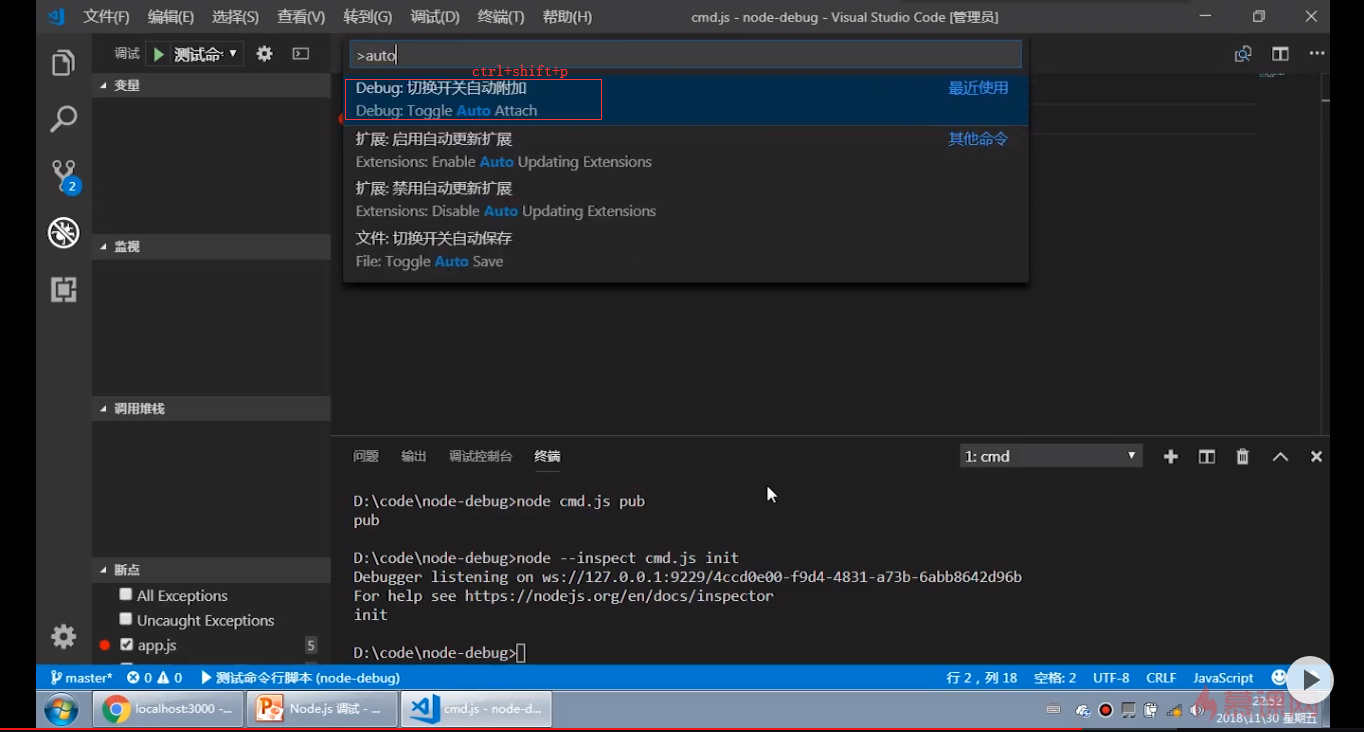 文件(F) 编辑(E) 选择(S) 查看(V) 转到(G) 调试(D) 终端(T) 帮助(H) cmd.js - node-debug - Visual Studio Code [管理员]
调试 测试命
>auto
ctrl+shift+p
变量
Debug: 切换开关自动附加 最近使用
Debug: Toggle Auto Attach
扩展: 启用自动更新扩展 其他命令
Extensions: Enable Auto Updating Extensions
扩展: 禁用自动更新扩展
Extensions: Disable Auto Updating Extensions
文件: 切换开关自动保存
File: Toggle Auto Save
2
监视
调用堆栈
问题 输出 调试控制台 终端 1: cmd
D:\code\node-debug>node cmd.js pub
pub
D:\code\node-debug>node --inspect cmd.js init
Debugger listening on ws://127.0.0.1:9229/4ccd0e00-f9d4-4831-a73b-6abb8642d96b
For help see https://nodejs.org/en/docs/inspector
init
D:\code\node-debug>
断点
All Exceptions
Uncaught Exceptions
app.js 5
master* 0 0 测试命令行脚本 (node-debug) 行 2，列 18 空格: 2 UTF-8 CRLF JavaScript
localhost:3000 -... Node.js 调试 - ... cmd.js - node-d...
慕课网
22:52
2018\11\30 星期五